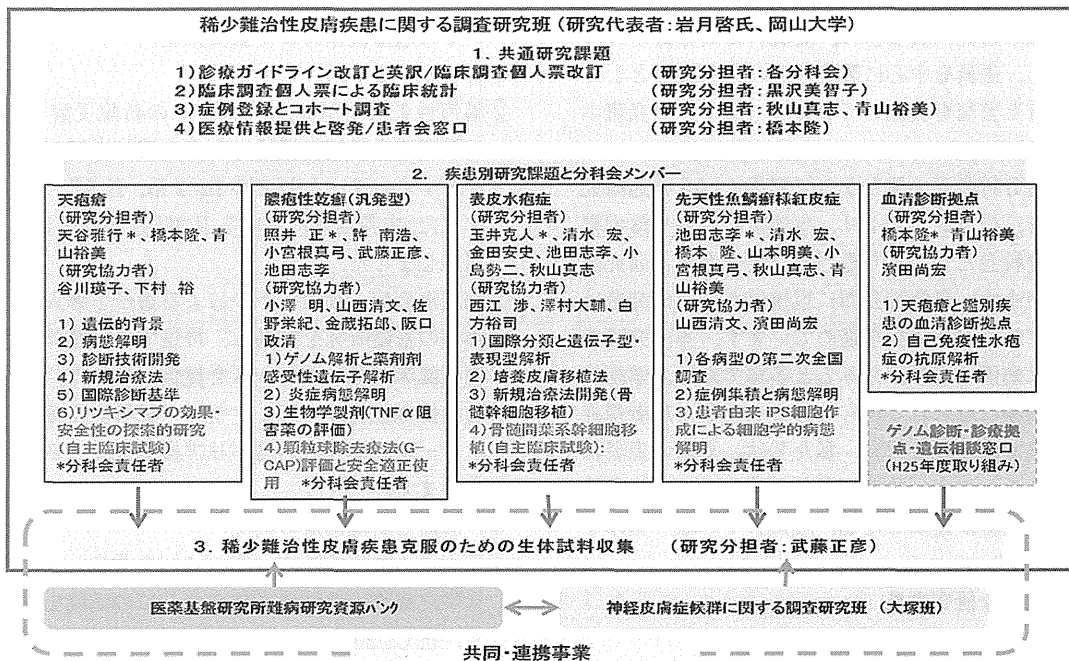 稀少難治性皮膚疾患に関する調査研究班（研究代表者：岩月啓氏、岡山大学）
1. 共通研究課題
1）診療ガイドライン改訂と英訳/臨床調査個人票改訂 （研究分担者：各分科会）
2）臨床調査個人票による臨床統計 （研究分担者：黒沢美智子）
3）症例登録とコホート調査 （研究分担者：秋山真志、青山裕美）
4）医療情報提供と啓発/患者会窓口 （研究分担者：橋本隆）
2. 疾患別研究課題と分科会メンバー
天疱瘡
（研究分担者）
天谷雅行＊、橋本隆、青
山裕美
（研究協力者）
谷川瑛子、下村 裕
1）遺伝的背景
2）病態解明
3）診断技術開発
4）新規治療法
5）国際診断基準
6）リツキシマブの効果・
安全性の探索的研究
（自主臨床試験）
*分科会責任者
膿疱性乾癬（汎発型）
（研究分担者）
照井 正＊、許 南浩、
小宮根真弓、武藤正彦、
池田志斈
（研究協力者）
小澤 明、山西清文、佐
野栄紀、金蔵拓郎、阪口
政清
1）ゲノム解析と薬剤剤
感受性遺伝子解析
2）炎症病態解明
3）生物学製剤（TNFα阻
害薬の評価）
4）顆粒球除去療法（G-
CAP）評価と安全適正使
用 *分科会責任者
表皮水疱症
（研究分担者）
玉井克人＊、清水 宏、
金田安史、池田志斈、小
島勢二、秋山真志
（研究協力者）
西江 渉、澤村大輔、白
方裕司
1）国際分類と遺伝子型・
表現型解析
2）培養皮膚移植法
3）新規治療法開発（骨
髄幹細胞移植）
4）骨髄間葉系幹細胞移
植（自主臨床試験）：
*分科会責任者
先天性魚鱗癬様紅皮症
（研究分担者）
池田志斈＊、清水 宏、
橋本 隆、山本明美、小
宮根真弓、秋山真志、青
山裕美
（研究協力者）
山西清文、濱田尚宏
1）各病型の第二次全国
調査
2）症例集積と病態解明
3）患者由来 iPS細胞作
成による細胞学的病態
解明
*分科会責任者
血清診断拠点
（研究分担者）
橋本隆＊ 青山裕美
（研究協力者）
濱田尚宏
1）天疱瘡と鑑別疾
患の血清診断拠点
2）自己免疫性水疱
症の抗原解析
*分科会責任者
ゲノム診断・診療拠
点・遺伝相談窓口
（H25年度取り組み）
3. 稀少難治性皮膚疾患克服のための生体試料収集 （研究分担者：武藤正彦）
医薬基盤研究所難病研究資源バンク
神経皮膚症候群に関する調査研究班 （大塚班）
共同・連携事業